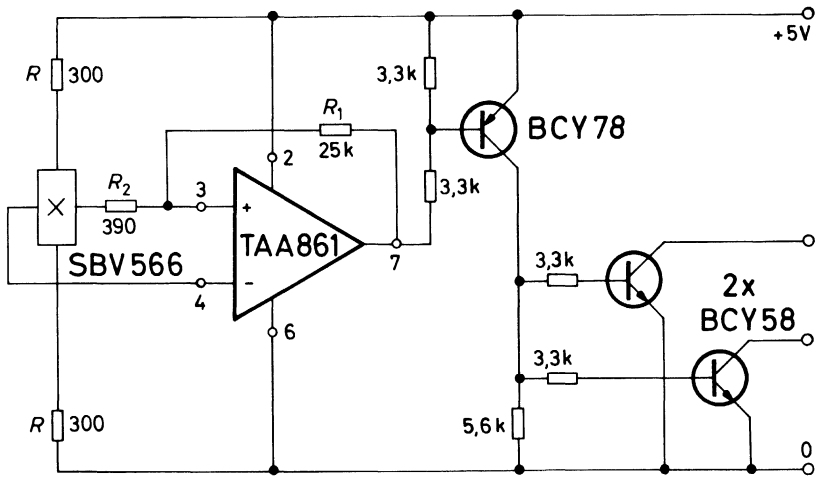 +5V
R 300
3,3k
R1
25k
BCY78
2
R2
390
3
+
3,3k
TAA861
7
SBV566
4
-
3,3k
2x
BCY58
6
3,3k
R 300
5,6k
0